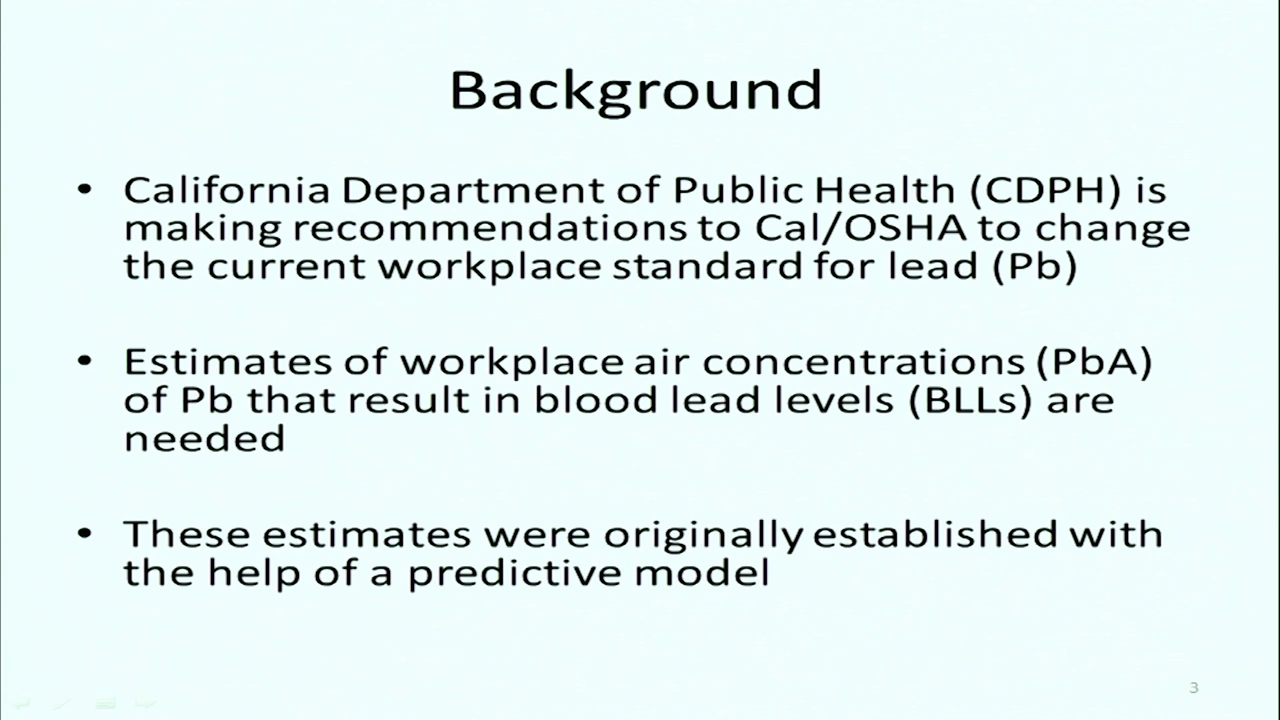 Background
• California Department of Public Health (CDPH) is
making recommendations to Cal/OSHA to change
the current workplace standard for lead (Pb)
• Estimates of workplace air concentrations (PbA)
of Pb that result in blood lead levels (BLLs) are
needed
• These estimates were originally established with
the help of a predictive model
3